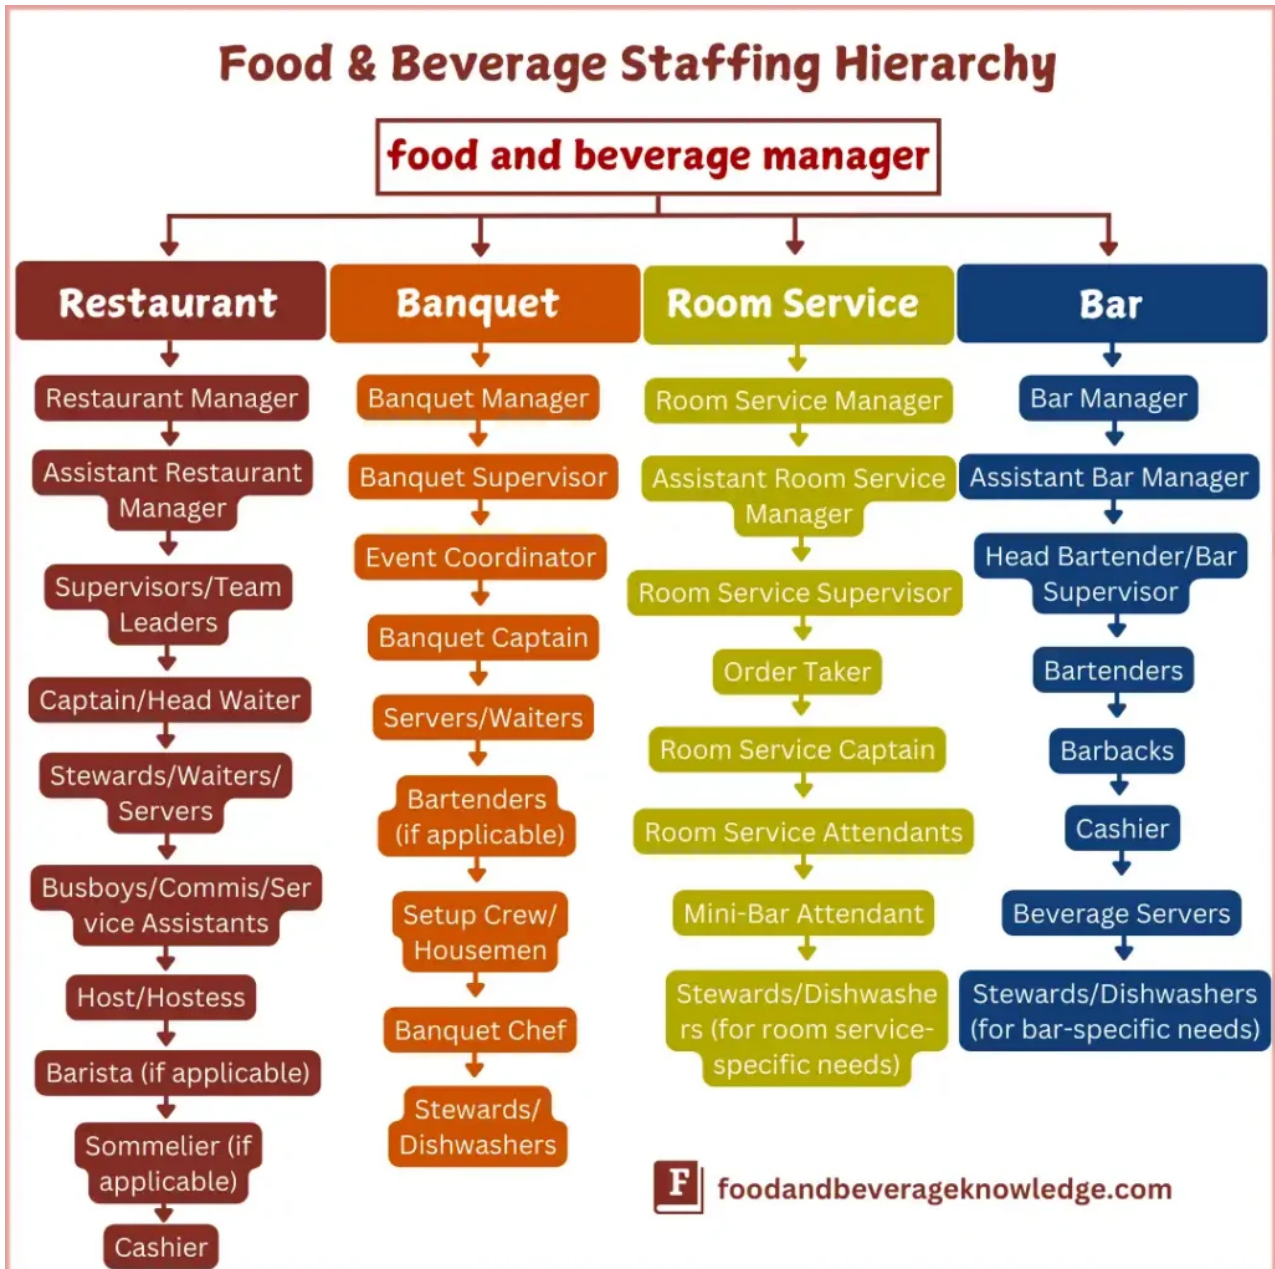 Food & Beverage Staffing Hierarchy
food and beverage manager
Restaurant
Restaurant Manager
Assistant Restaurant
Manager
Supervisors/Team
Leaders
Captain/Head Waiter
Stewards/Waiters/
Servers
Busboys/Commis/Ser
vice Assistants
Host/Hostess
Barista (if applicable)
Sommelier (if
applicable)
Cashier
Banquet
Banquet Manager
Banquet Supervisor
Event Coordinator
Banquet Captain
Servers/Waiters
Bartenders
(if applicable)
Setup Crew/
Housemen
Banquet Chef
Stewards/
Dishwashers
Room Service
Room Service Manager
Assistant Room Service
Manager
Room Service Supervisor
Order Taker
Room Service Captain
Room Service Attendants
Mini-Bar Attendant
Stewards/Dishwashe
rs (for room service-
specific needs)
Bar
Bar Manager
Assistant Bar Manager
Head Bartender/Bar
Supervisor
Bartenders
Barbacks
Cashier
Beverage Servers
Stewards/Dishwashers
(for bar-specific needs)
F
foodandbeverageknowledge.com